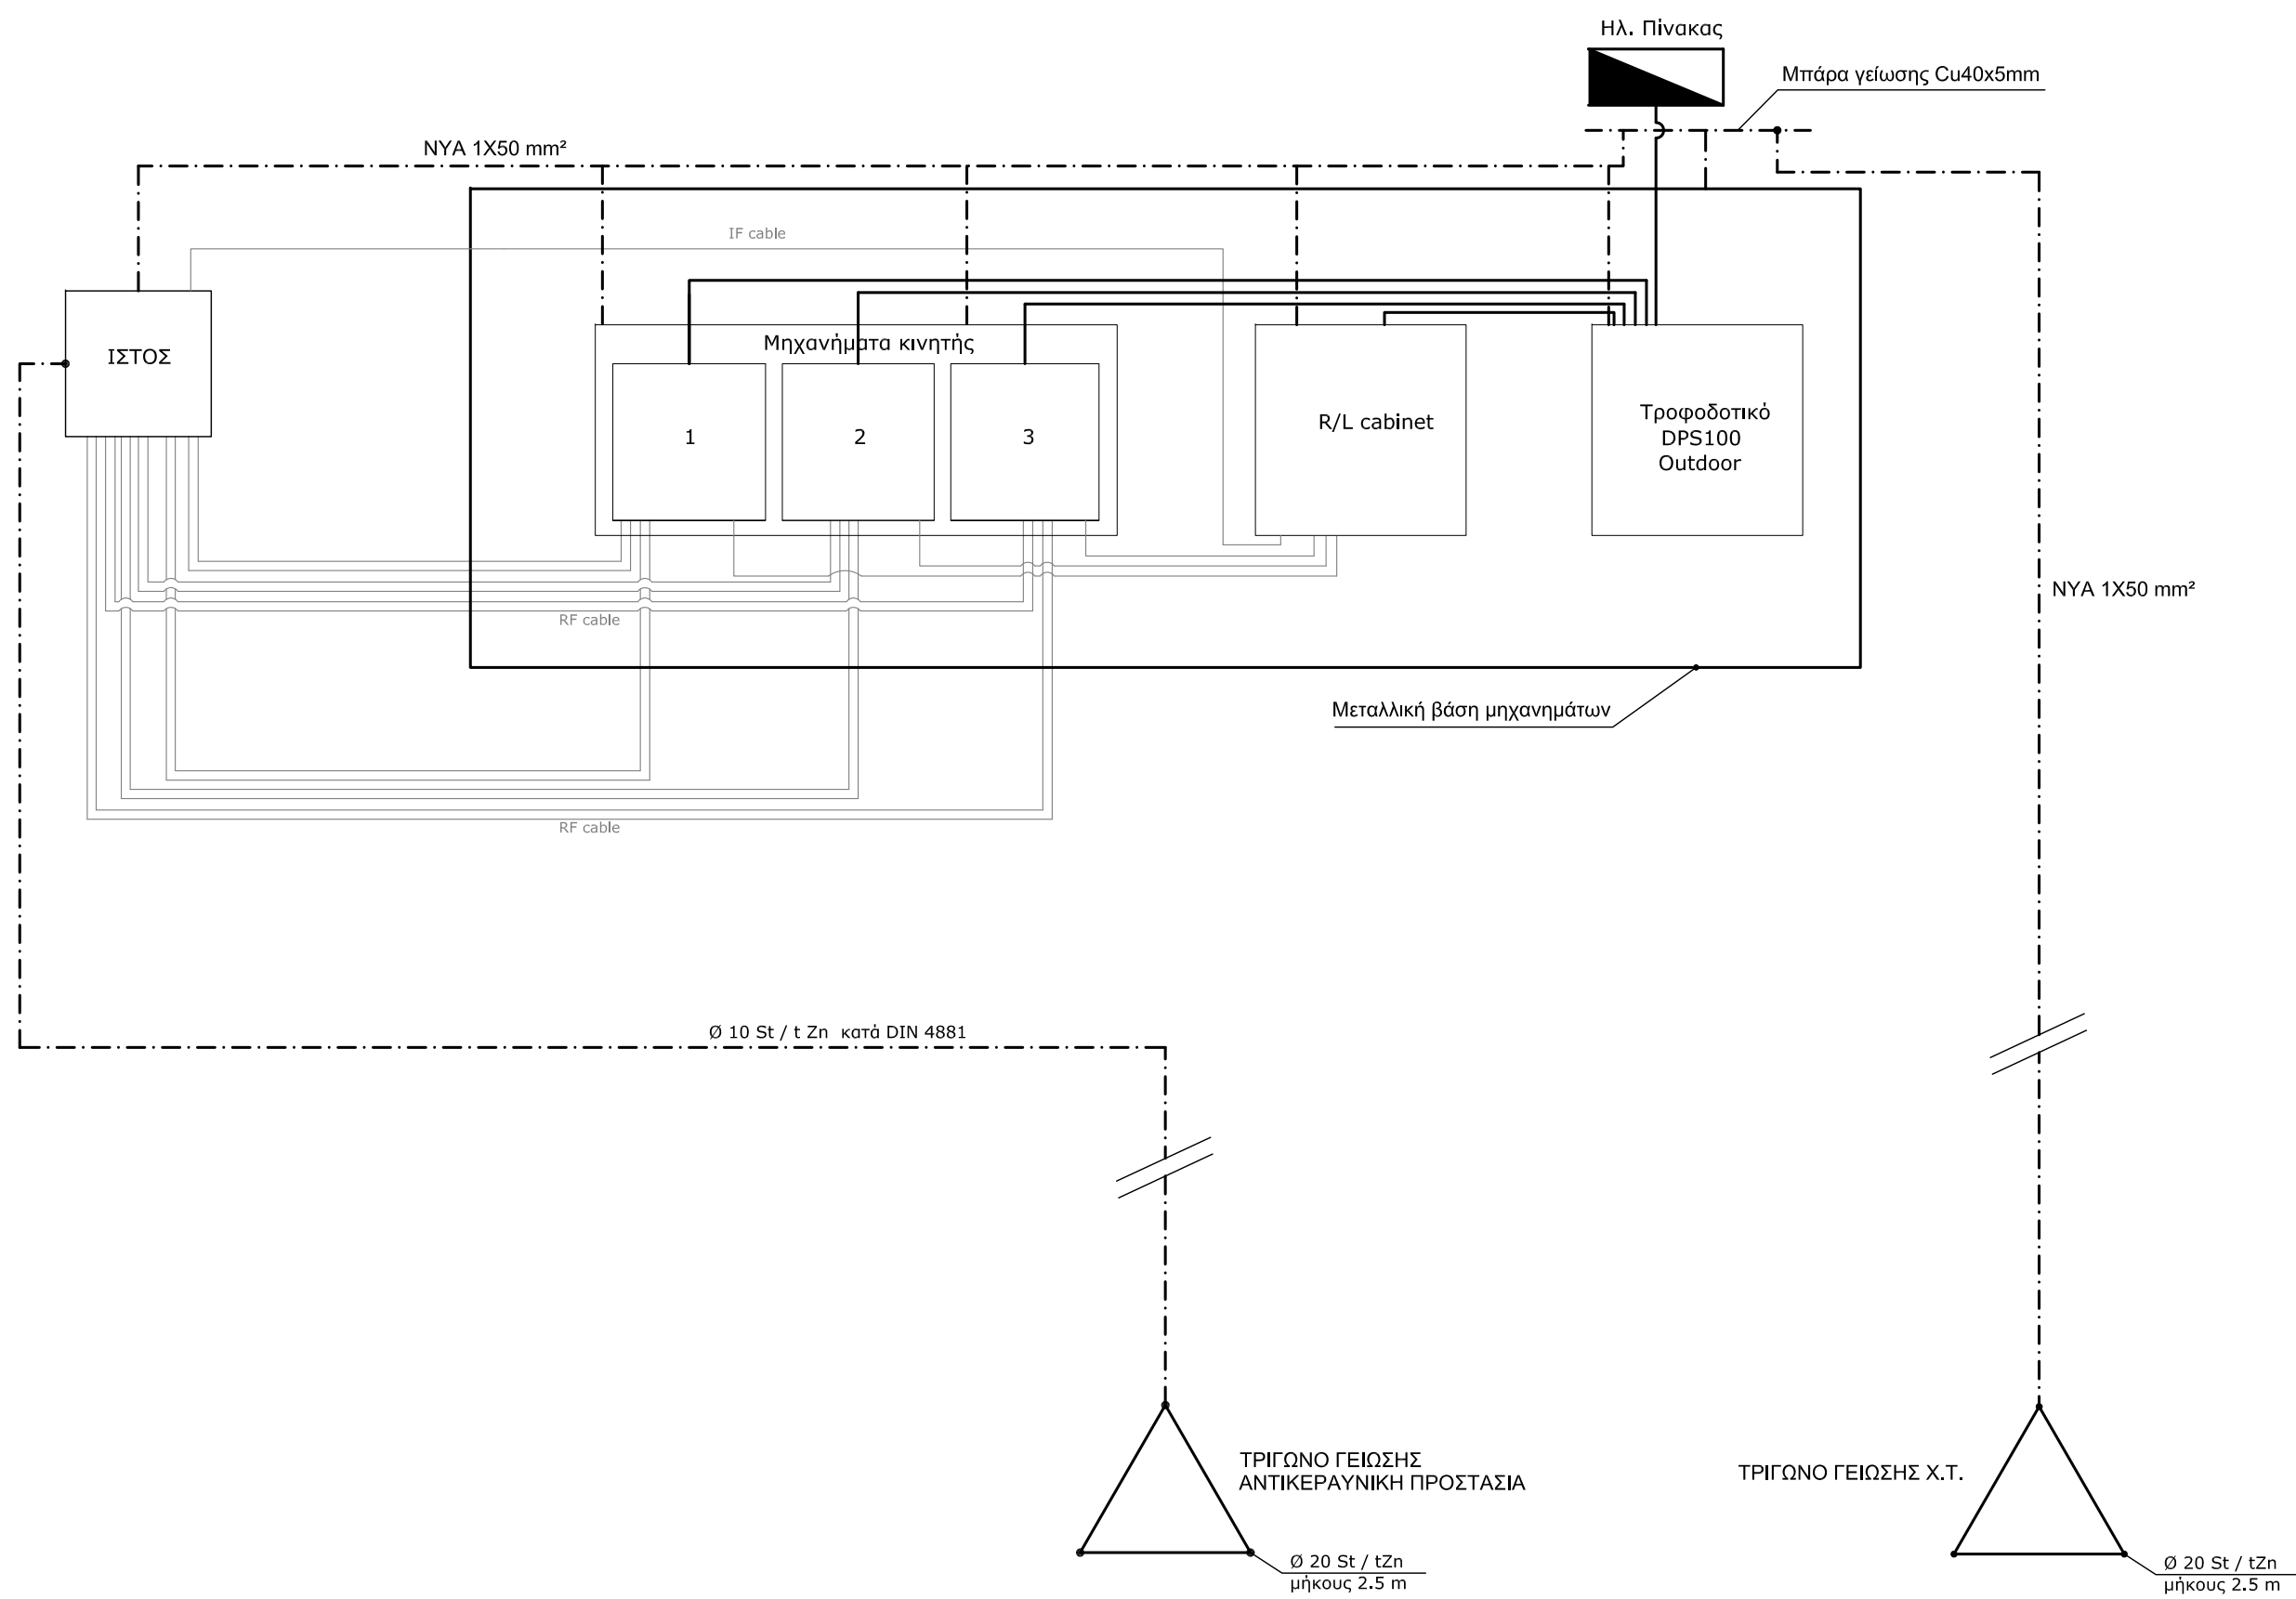 Ηλ. Πίνακας
Μπάρα γείωσης Cu40x5mm
NYA 1X50 mm²
IF cable
ΙΣΤΟΣ
Μηχανήματα κινητής
1
2
3
R/L cabinet
Τροφοδοτικό
DPS100
Outdoor
NYA 1X50 mm²
RF cable
Μεταλλική βάση μηχανημάτων
RF cable
Ø 10 St / t Zn κατά DIN 4881
ΤΡΙΓΩΝΟ ΓΕΙΩΣΗΣ
ΑΝΤΙΚΕΡΑΥΝΙΚΗ ΠΡΟΣΤΑΣΙΑ
ΤΡΙΓΩΝΟ ΓΕΙΩΣΗΣ Χ.Τ.
Ø 20 St / tZn
μήκους 2.5 m
Ø 20 St / tZn
μήκους 2.5 m